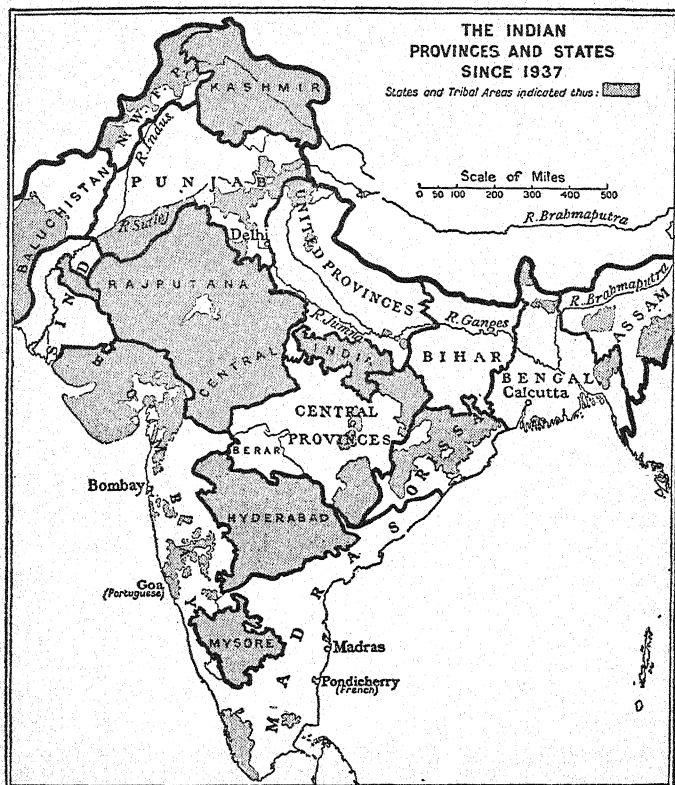 THE INDIAN
PROVINCES AND STATES
SINCE 1937
States and Tribal Areas indicated thus:
Scale of Miles
0 50 100 200 300 400 500
N.W.F.P.
KASHMIR
R. Indus
PUNJAB
BALUCHISTAN
R. Sutlej
Delhi
UNITED PROVINCES
R. Brahmaputra
SIND
RAJPUTANA
R. Jumna
R. Ganges
R. Brahmaputra
ASSAM
CENTRAL
INDIA
BIHAR
BENGAL
Calcutta
CENTRAL
PROVINCES
BERAR
ORISSA
Bombay
BOMBAY
HYDERABAD
Goa
(Portuguese)
MYSORE
MADRAS
Madras
Pondicherry
(French)